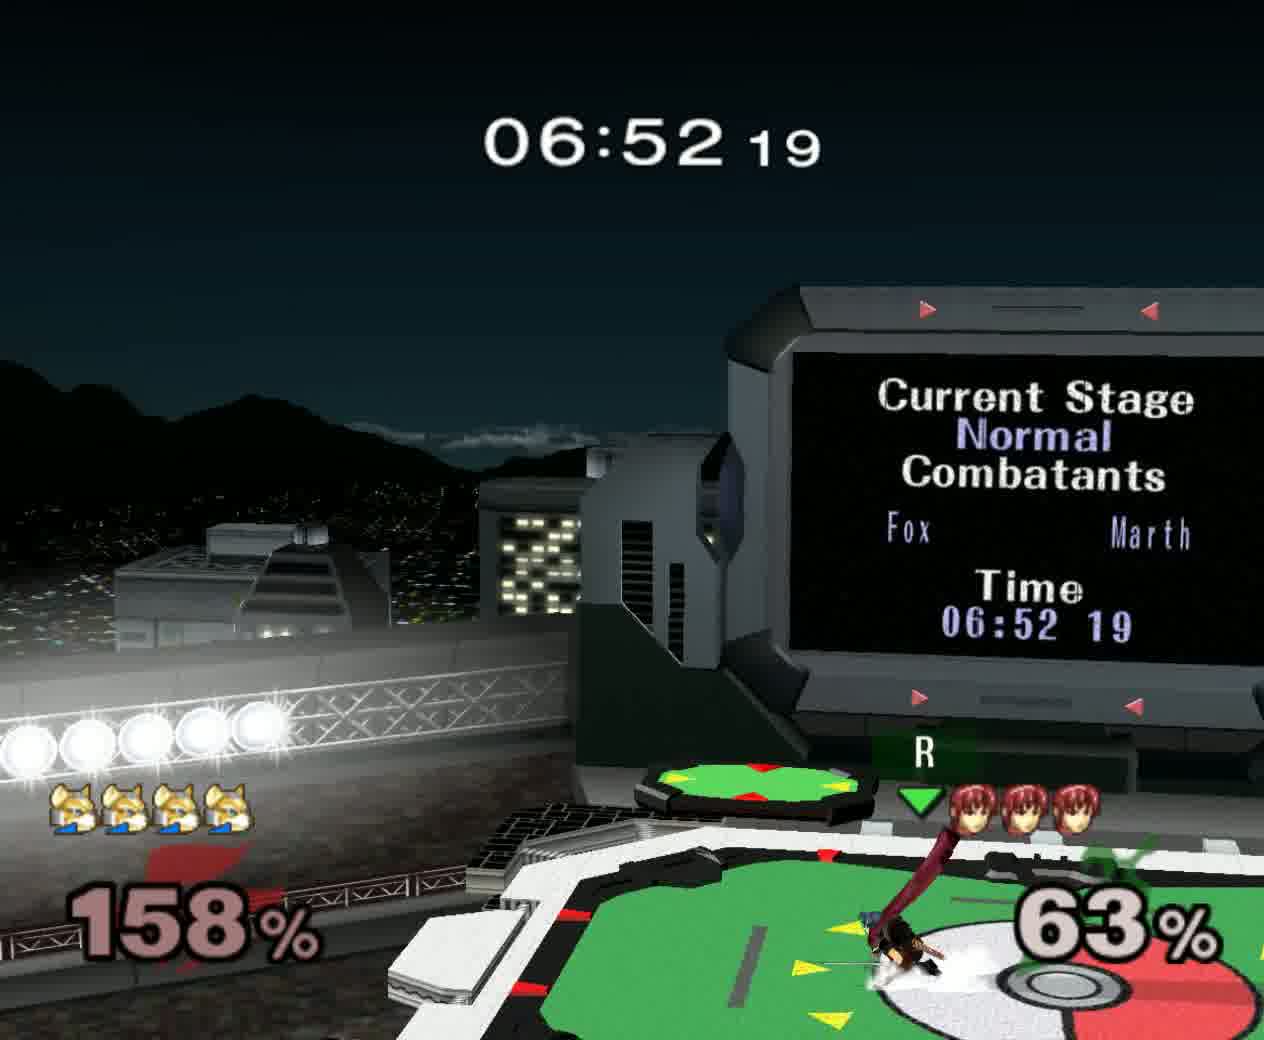 06:52 19
Current Stage
Normal
Combatants
Fox Marth
Time
06:52 19
R
158%
63%